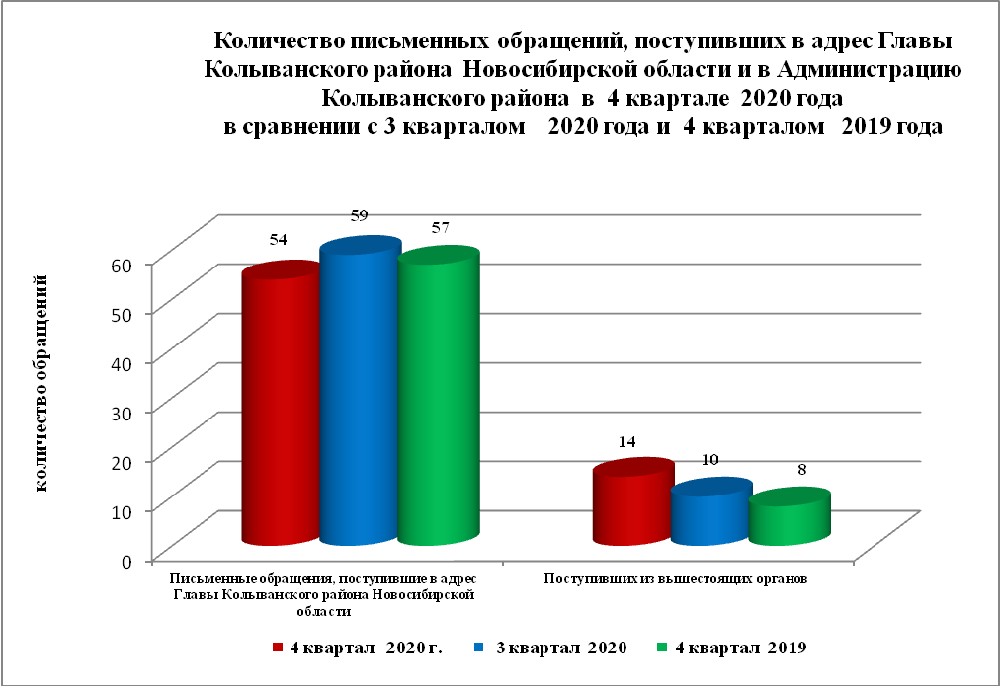 Количество письменных обращений, поступивших в адрес Главы
Колыванского района Новосибирской области и в Администрацию
Колыванского района в 4 квартале 2020 года
в сравнении с 3 кварталом 2020 года и 4 кварталом 2019 года
количество обращений
60
50
40
30
20
10
0
54
59
57
14
10
8
Письменные обращения, поступившие в адрес
Главы Колыванского района Новосибирской
области
Поступивших из вышестоящих органов
4 квартал 2020 г.
3 квартал 2020
4 квартал 2019